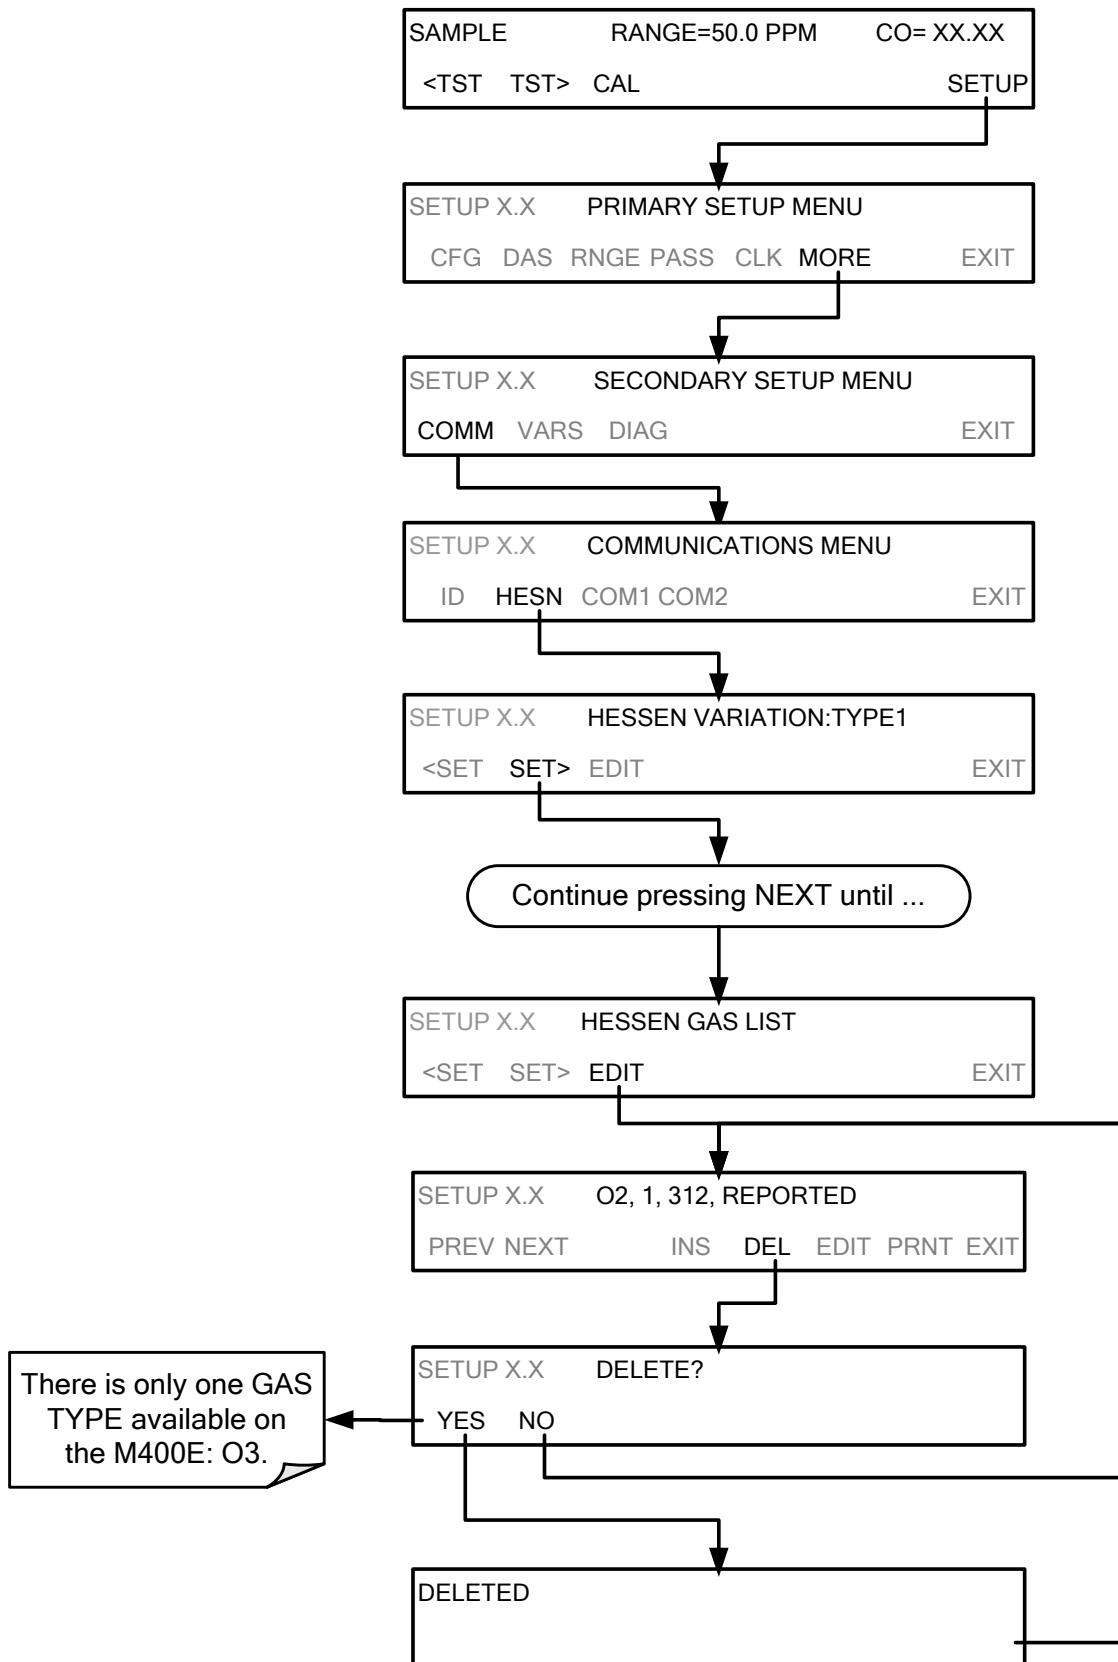 SAMPLE RANGE=50.0 PPM CO= XX.XX
<TST TST> CAL SETUP
SETUP X.X PRIMARY SETUP MENU
CFG DAS RNGE PASS CLK MORE EXIT
SETUP X.X SECONDARY SETUP MENU
COMM VARS DIAG EXIT
SETUP X.X COMMUNICATIONS MENU
ID HESN COM1 COM2 EXIT
SETUP X.X HESSEN VARIATION:TYPE1
<SET SET> EDIT EXIT
Continue pressing NEXT until ...
SETUP X.X HESSEN GAS LIST
<SET SET> EDIT EXIT
SETUP X.X O2, 1, 312, REPORTED
PREV NEXT INS DEL EDIT PRNT EXIT
SETUP X.X DELETE?
YES NO
There is only one GAS
TYPE available on
the M400E: O3.
DELETED